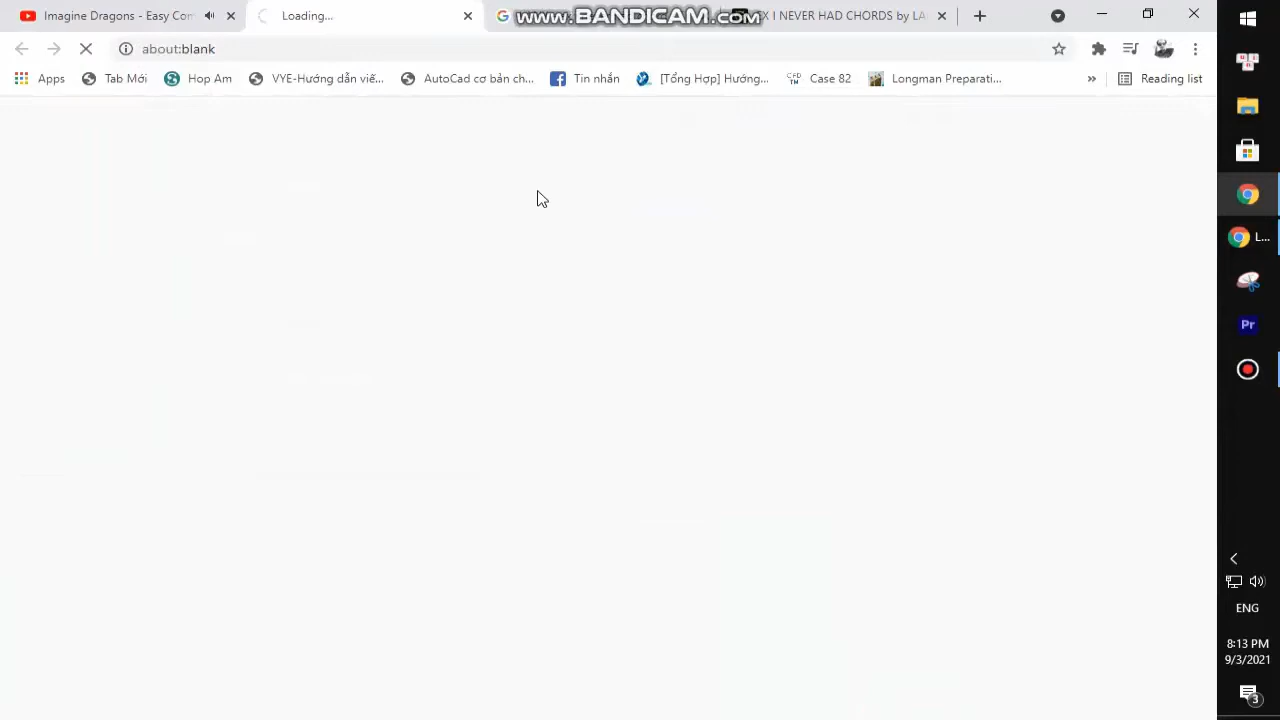 Imagine Dragons - Easy Com
Loading...
www.BANDICAM.com
X I NEVER HAD CHORDS by LA
about:blank
Apps
Tab Mới
Hop Am
VYE-Hướng dẫn viế...
AutoCad cơ bản ch...
Tin nhắn
[Tổng Hợp] Hướng...
Case 82
Longman Preparati...
»
Reading list
L...
Pr
ENG
8:13 PM
9/3/2021
3